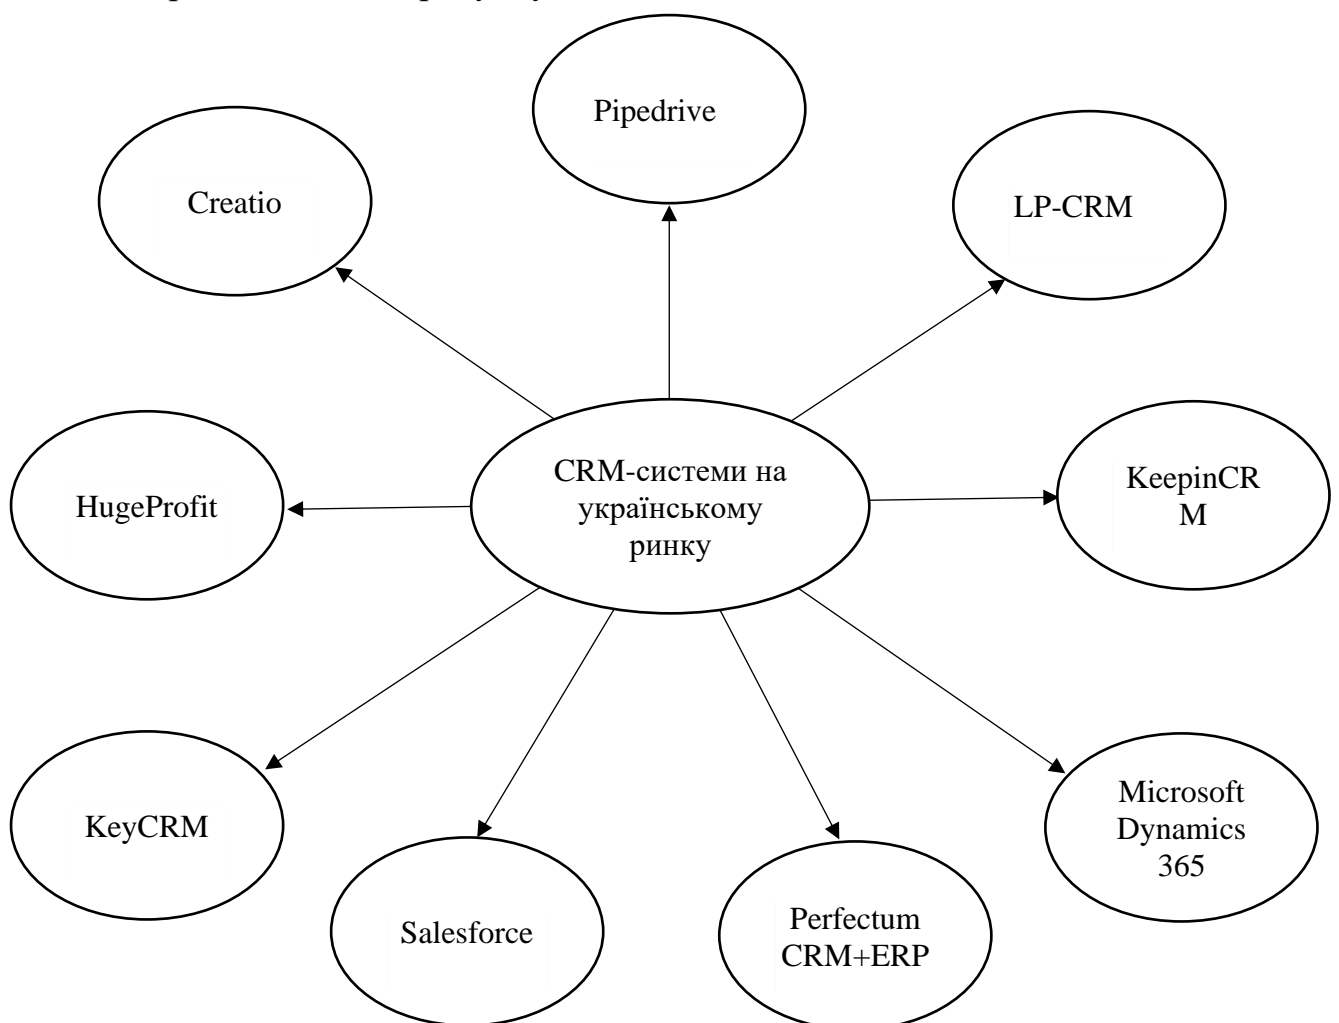 Pipedrive
Creatio
LP-CRM
CRM-системи на
українському
ринку
KeepinCR
M
HugeProfit
Microsoft
Dynamics
365
KeyCRM
Salesforce
Perfectum
CRM+ERP